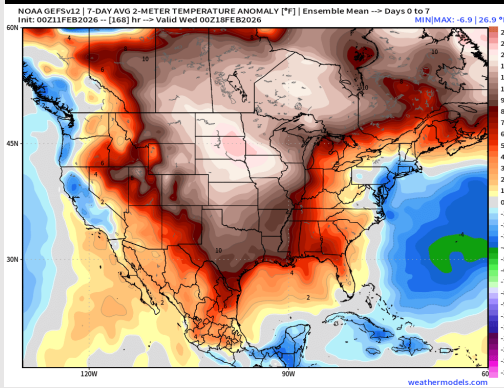 NOAA GEFSv12 | 7-DAY AVG 2-METER TEMPERATURE ANOMALY [°F] | Ensemble Mean --> Days 0 to 7
Init: 00Z11FEB2026 -- [168] hr --> Valid Wed 00Z18FEB2026 MIN|MAX: -6.9 | 26.9 °
60N
45N
30N
120W 90W 60
weathermodels.com